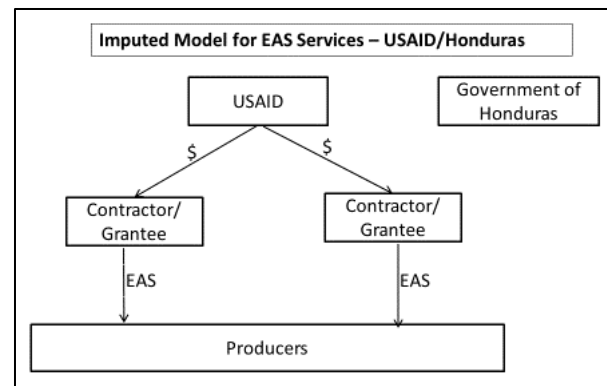 Imputed Model for EAS Services – USAID/Honduras
USAID
Government of
Honduras
$
$
Contractor/
Grantee
Contractor/
Grantee
EAS
EAS
Producers